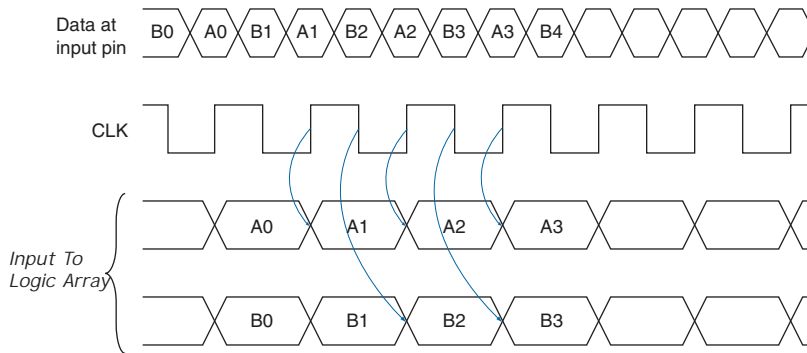 Data at
input pin
B0 A0 B1 A1 B2 A2 B3 A3 B4
CLK
A0 A1 A2 A3
Input To
Logic Array
B0 B1 B2 B3